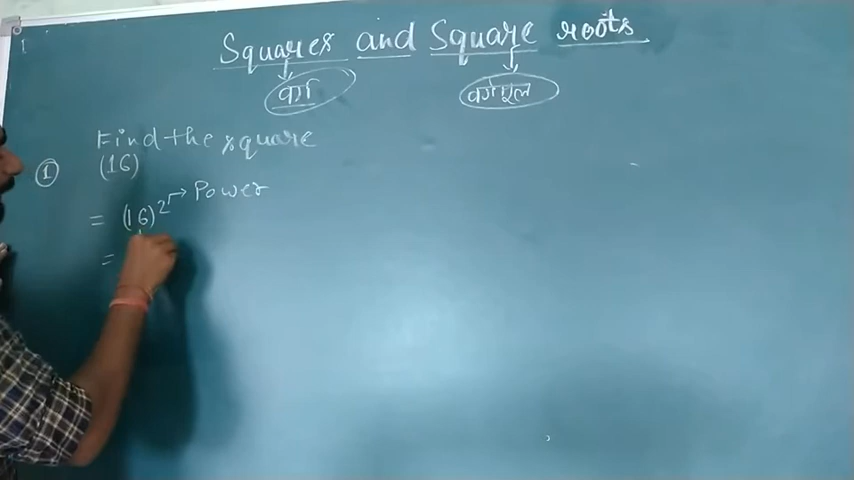 Squares and Square roots
वर्ग वर्गमूल
Find the square
① (16)
= (16)² → Power
=